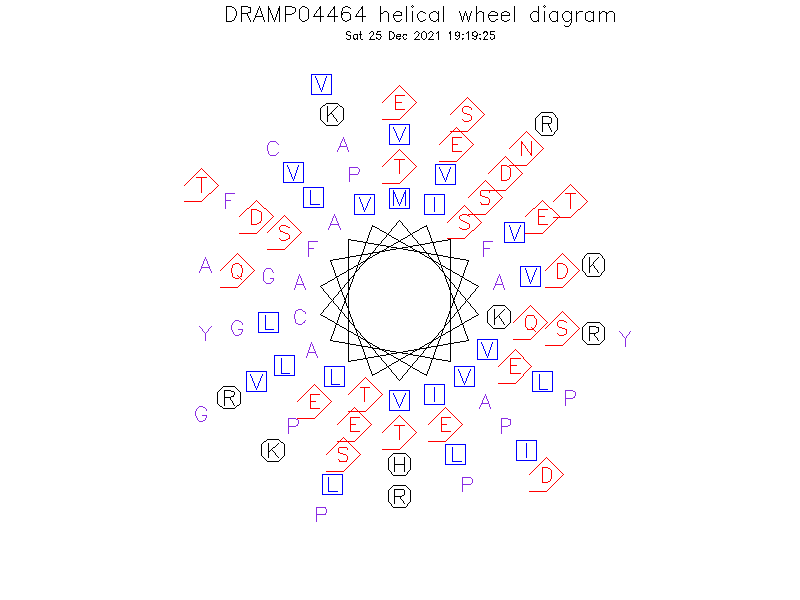 DRAMP04464 helical wheel diagram
Sat 25 Dec 2021 19:19:25
V
E
K S
R
V
C A E N
T
V P V D
T
F L M S T
V I
D A S E
S V
F F
A K
Q D
G V
A A
C K
L Q
G S
Y R
Y
A V
L E
L V
V L
R T I P
E V A
G
P E E P
T
K S L I
H
D
L P
R
P